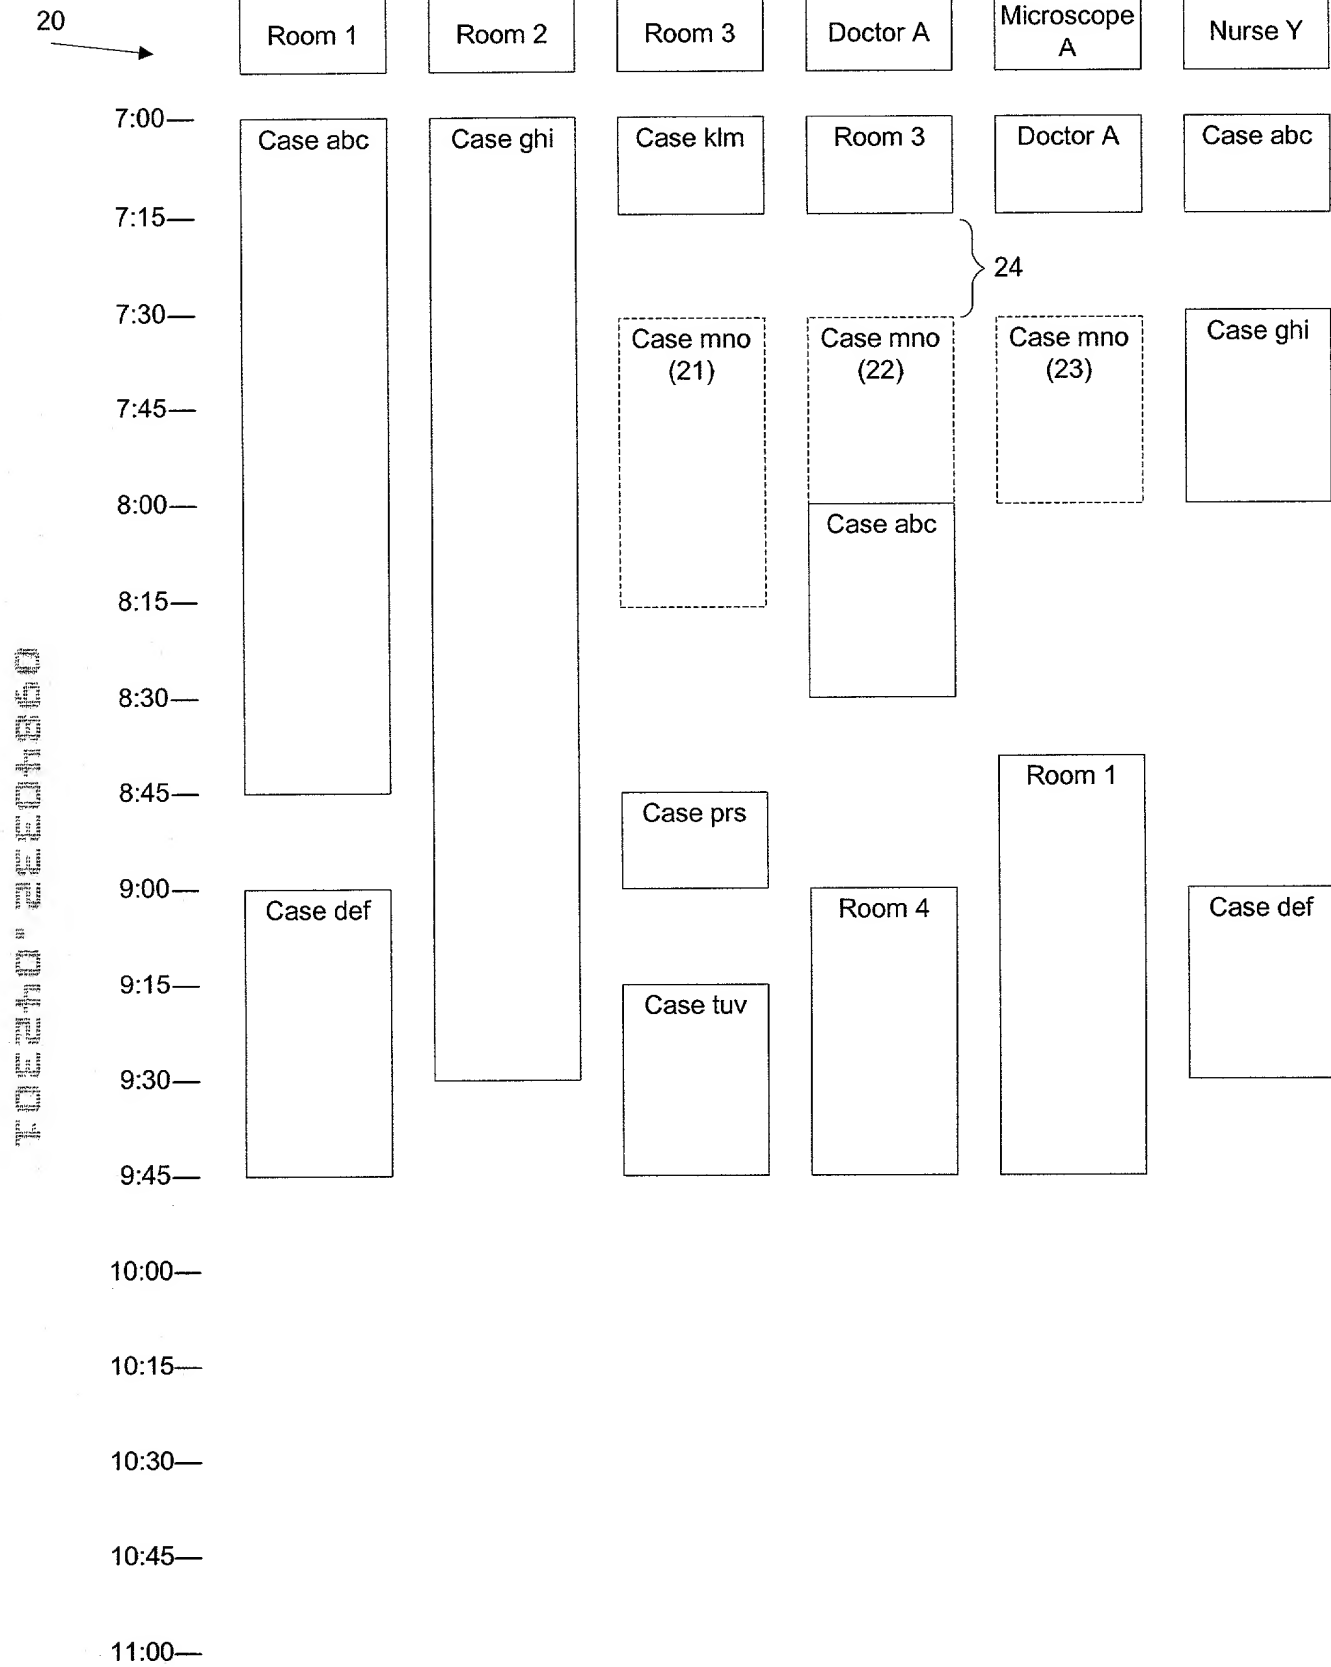 20
Room 1
Room 2
Room 3
Doctor A
Microscope
A
Nurse Y
7:00—
Case abc
Case ghi
Case klm
Room 3
Doctor A
Case abc
7:15—
24
7:30—
Case mno
(21)
Case mno
(22)
Case mno
(23)
Case ghi
7:45—
8:00—
Case abc
8:15—
8:30—
Room 1
8:45—
Case prs
9:00—
Case def
Room 4
Case def
9:15—
Case tuv
9:30—
9:45—
10:00—
10:15—
10:30—
10:45—
11:00—